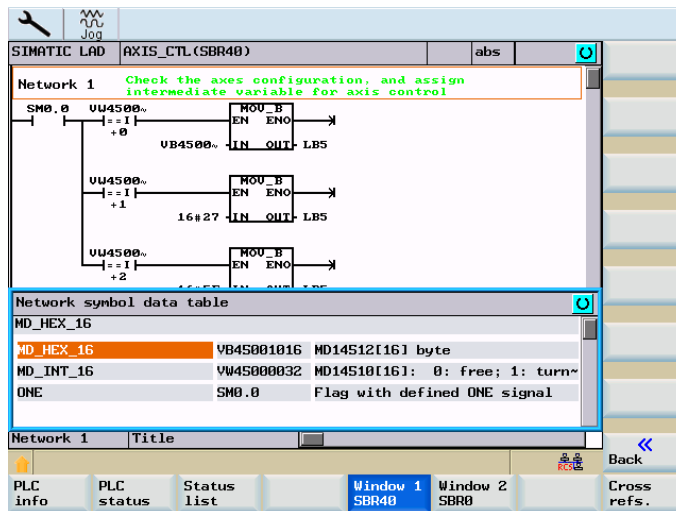 Jog
SIMATIC LAD AXIS_CTL(SBR40) abs
Network 1 Check the axes configuration, and assign
intermediate variable for axis control
SM0.0 VW4500~ MOV_B
==I EN ENO
+0
VB4500~ IN OUT LB5
VW4500~ MOV_B
==I EN ENO
+1
16#27 IN OUT LB5
VW4500~ MOV_B
==I EN ENO
+2
Network symbol data table
MD_HEX_16
MD_HEX_16 VB45001016 MD14512[16] byte
MD_INT_16 VW45000032 MD14510[16]: 0: free; 1: turn~
ONE SM0.0 Flag with defined ONE signal
Network 1 Title
« Back
RCS
PLC info PLC status Status list Window 1 SBR40 Window 2 SBR0 Cross refs.